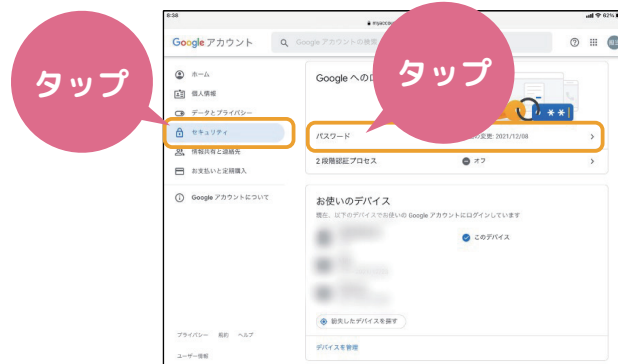 8:38
62%
Google アカウント
Google アカウントの検索
タップ
タップ
ホーム
個人情報
データとプライバシー
セキュリティ
情報共有と連絡先
お支払いと定期購入
Google アカウントについて
Google への
**
パスワード
の変更: 2021/12/08
2 段階認証プロセス
オフ
お使いのデバイス
現在、以下のデバイスでお使いの Google アカウントにログインしています
このデバイス
紛失したデバイスを探す
デバイスを管理
プライバシー 規約 ヘルプ
ユーザー情報